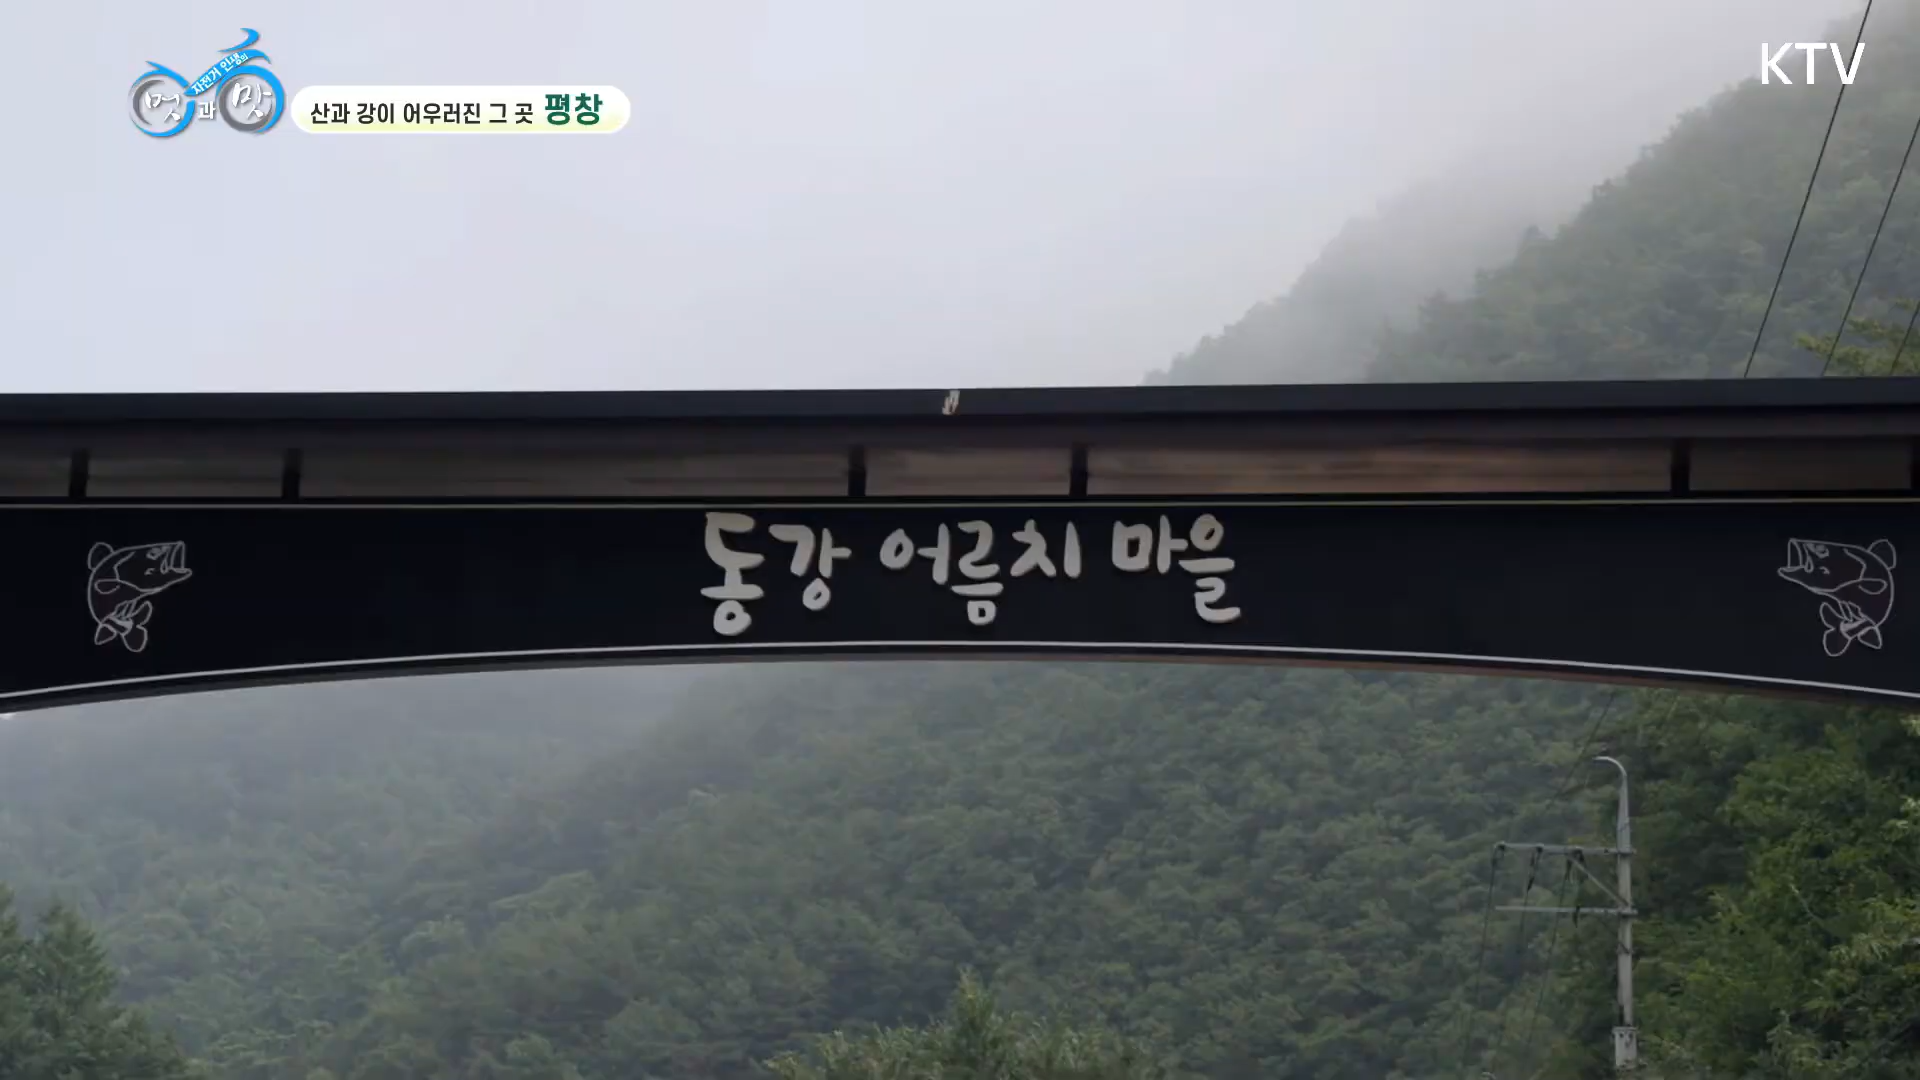 자전거 인생의
멋과 맛
산과 강이 어우러진 그 곳 평창
KTV
동강 어름치 마을